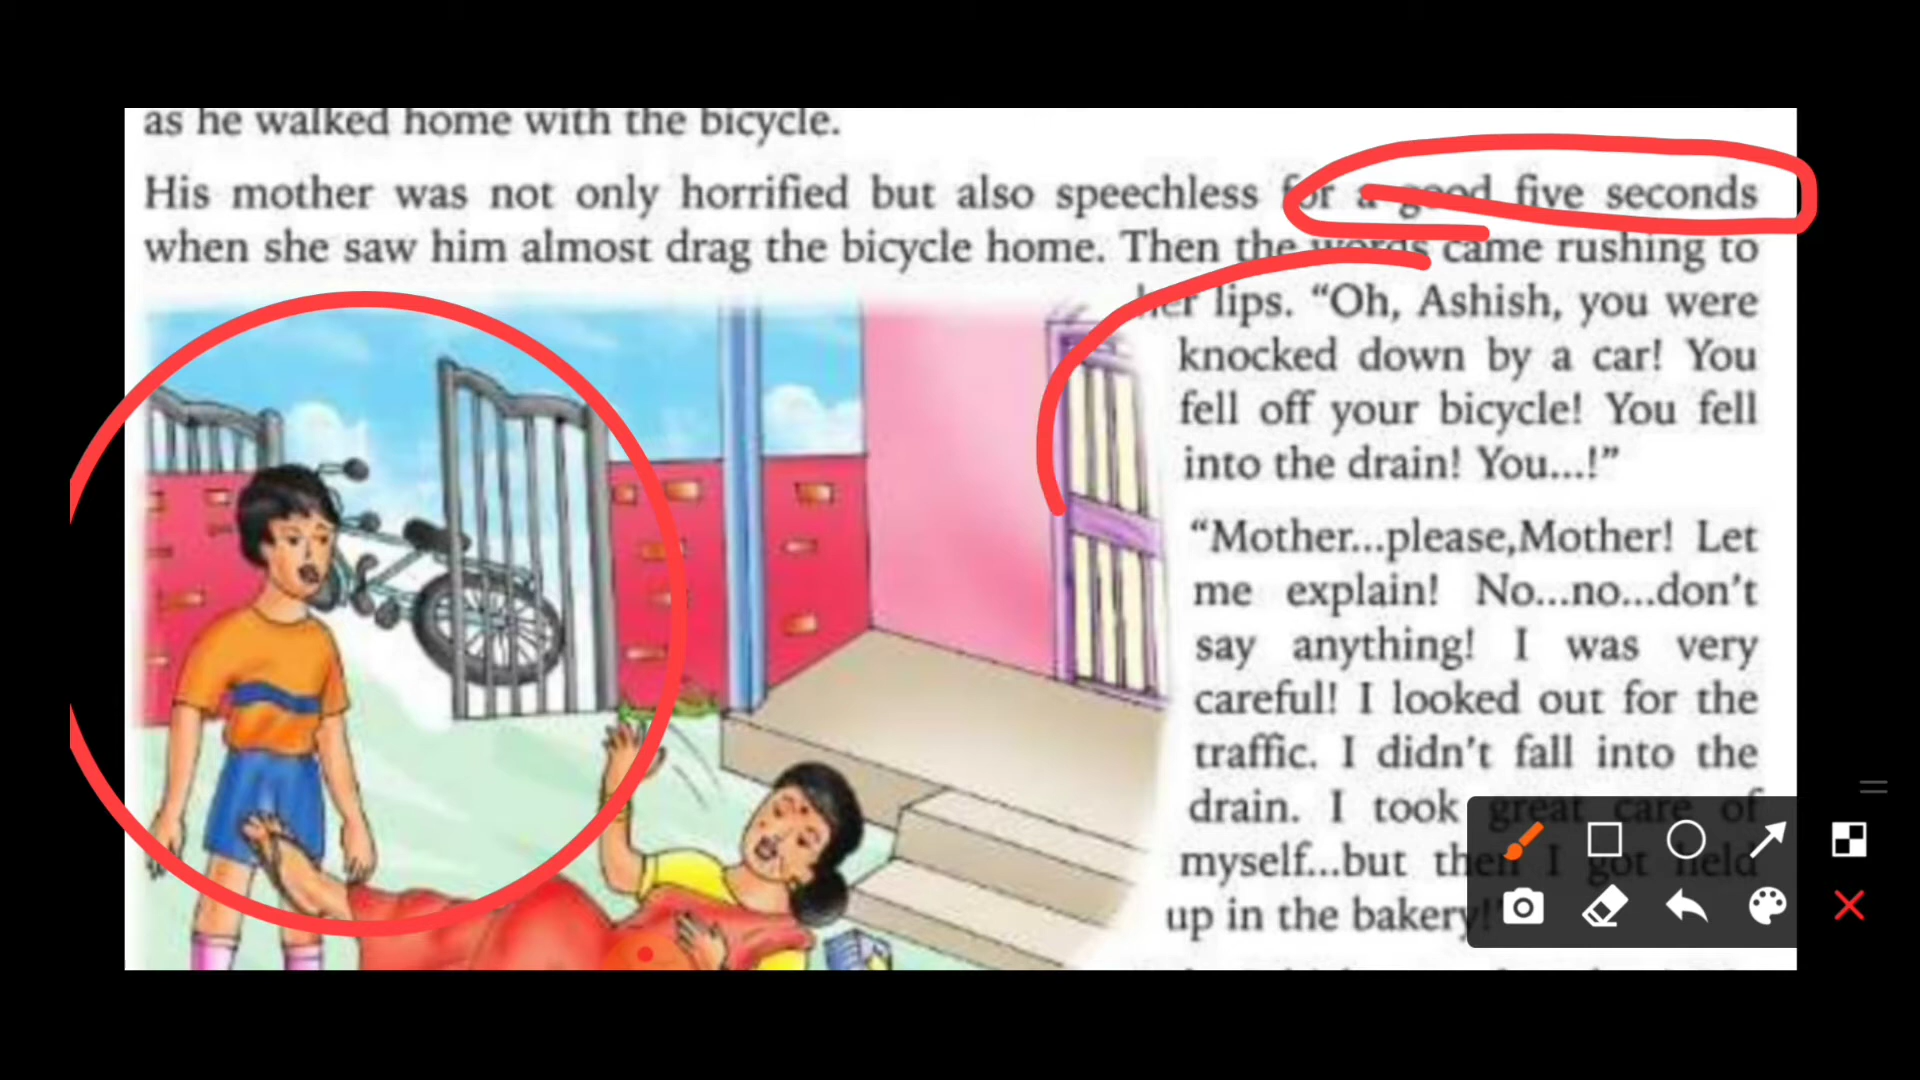 as he walked home with the bicycle.
His mother was not only horrified but also speechless for a good five seconds
when she saw him almost drag the bicycle home. Then the words came rushing to
her lips. “Oh, Ashish, you were
knocked down by a car! You
fell off your bicycle! You fell
into the drain! You...!”
“Mother...please,Mother! Let
me explain! No...no...don’t
say anything! I was very
careful! I looked out for the
traffic. I didn’t fall into the
drain. I took great care of
myself...but then I got held
up in the bakery!”